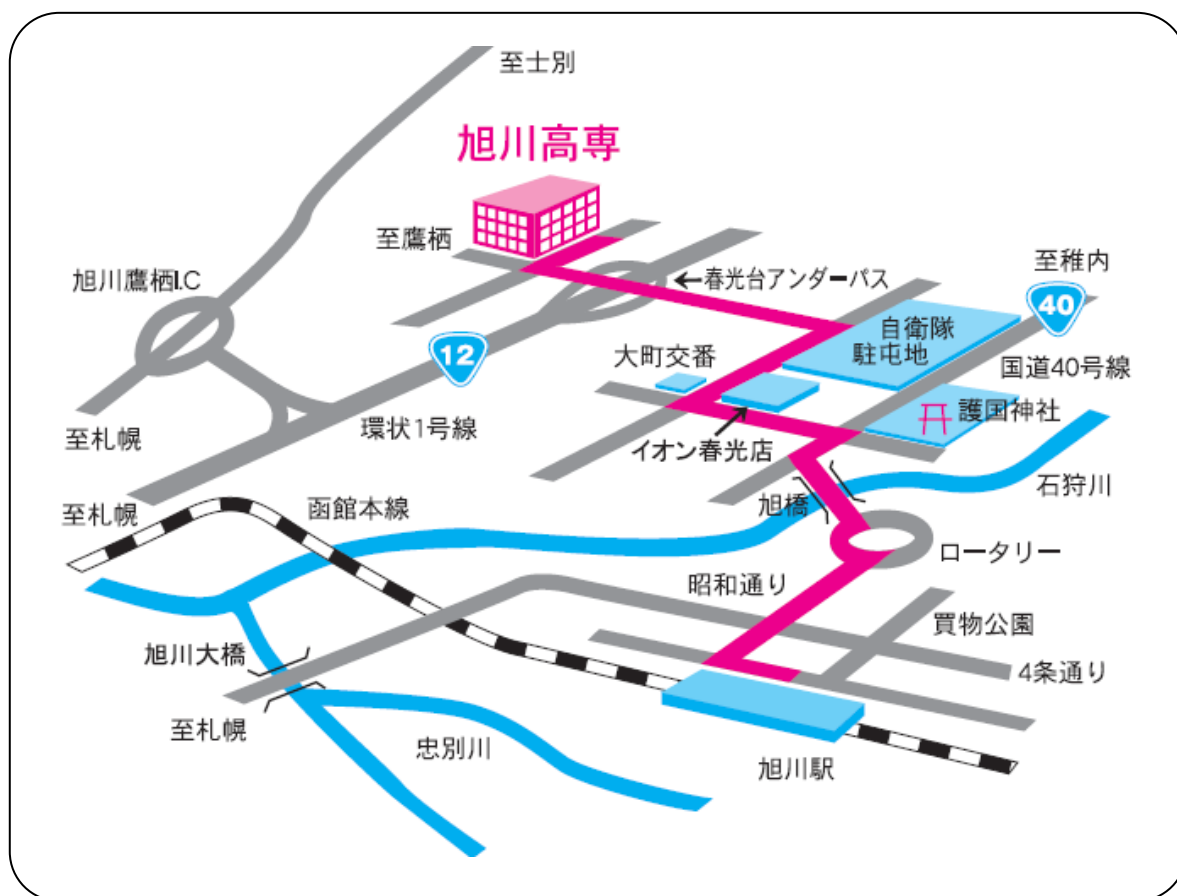 至士別
旭川高専
至鷹栖
旭川鷹栖I.C
←春光台アンダーパス
至稚内
40
自衛隊
駐屯地
国道40号線
大町交番
12
護国神社
至札幌
環状1号線
イオン春光店
石狩川
至札幌
函館本線
旭橋
ロータリー
昭和通り
買物公園
旭川大橋
4条通り
至札幌
忠別川
旭川駅